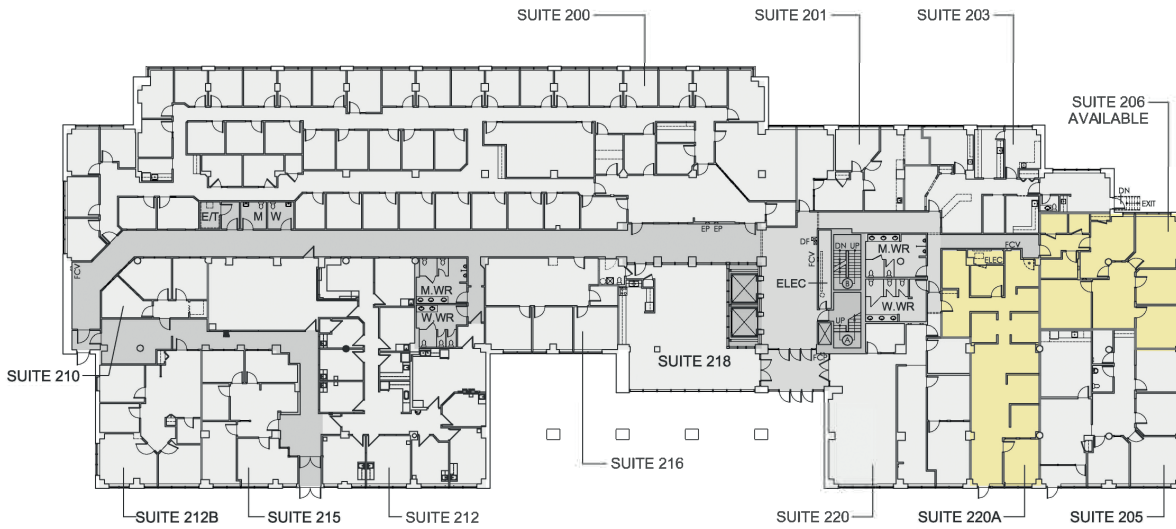 SUITE 200
SUITE 201
SUITE 203
SUITE 206
AVAILABLE
DN
EXIT
E/T
M
W
EP EP
DF
FCV
DN UP
M.WR
FCV
FCV
ELEC
ELEC
B
M.WR
W.WR
W.WR
UP
A
SUITE 218
FCV
SUITE 210
SUITE 216
SUITE 212B
SUITE 215
SUITE 212
SUITE 220
SUITE 220A
SUITE 205